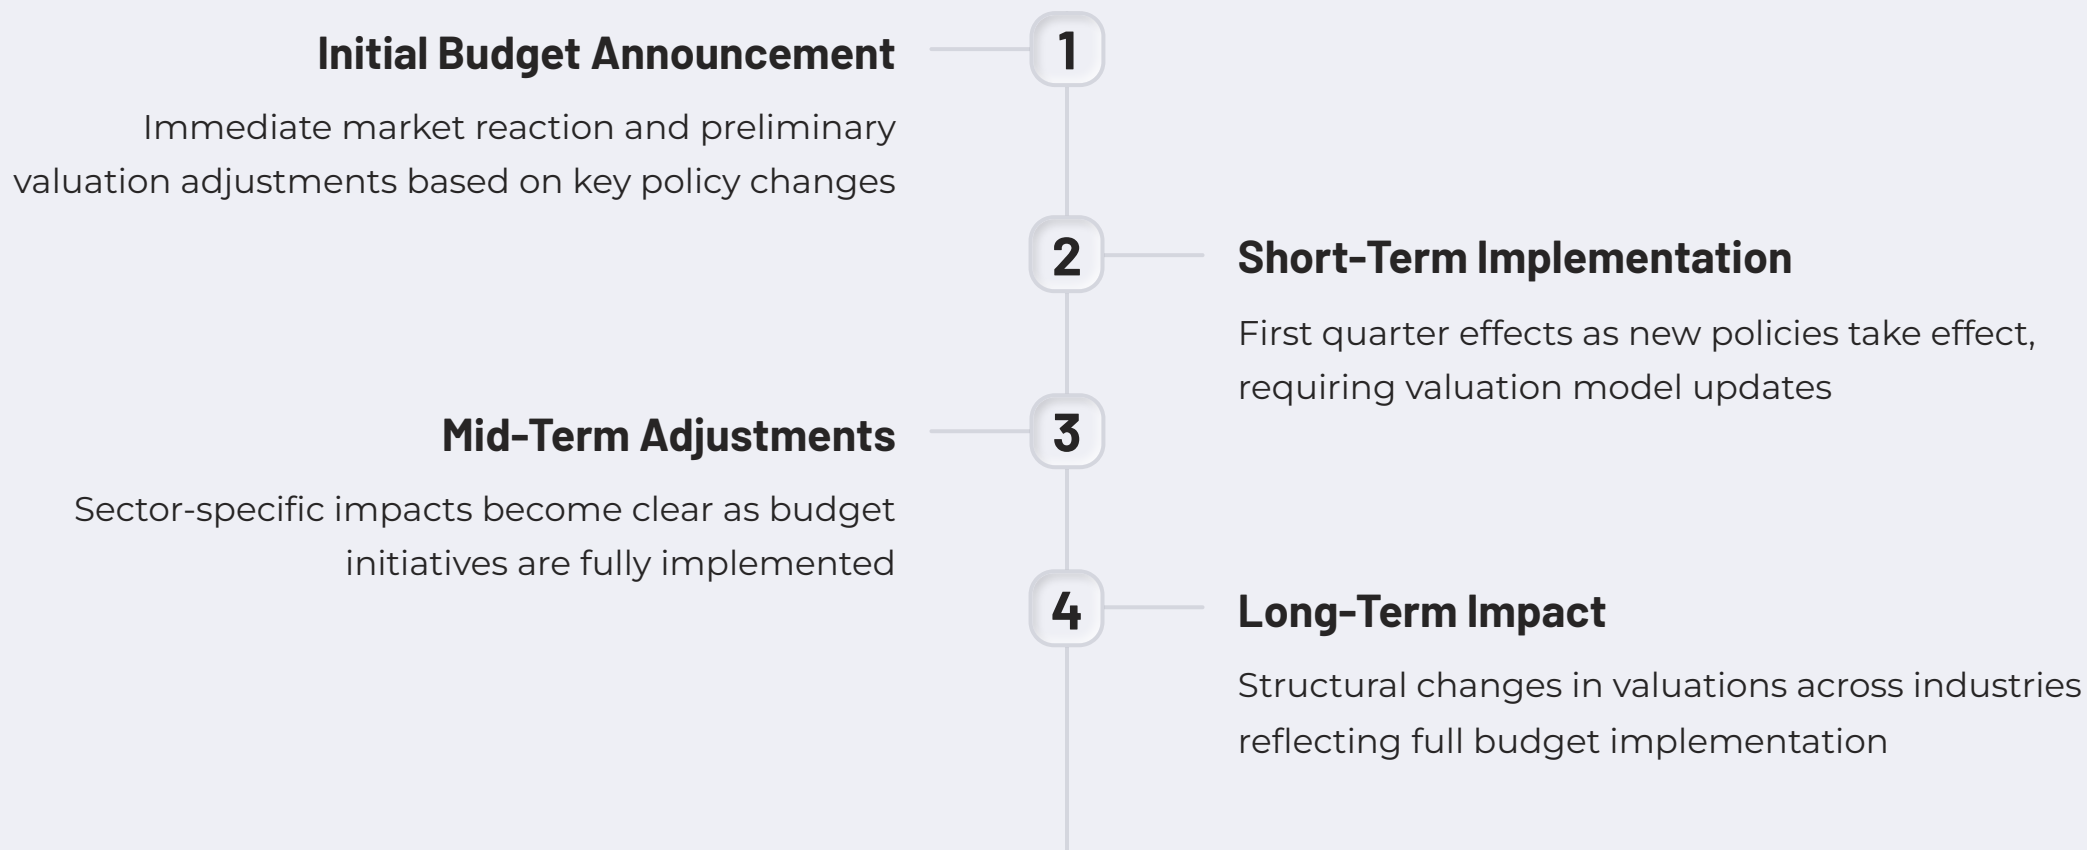 1
Initial Budget Announcement
Immediate market reaction and preliminary
valuation adjustments based on key policy changes
2
Short-Term Implementation
First quarter effects as new policies take effect,
requiring valuation model updates
3
Mid-Term Adjustments
Sector-specific impacts become clear as budget
initiatives are fully implemented
4
Long-Term Impact
Structural changes in valuations across industries
reflecting full budget implementation